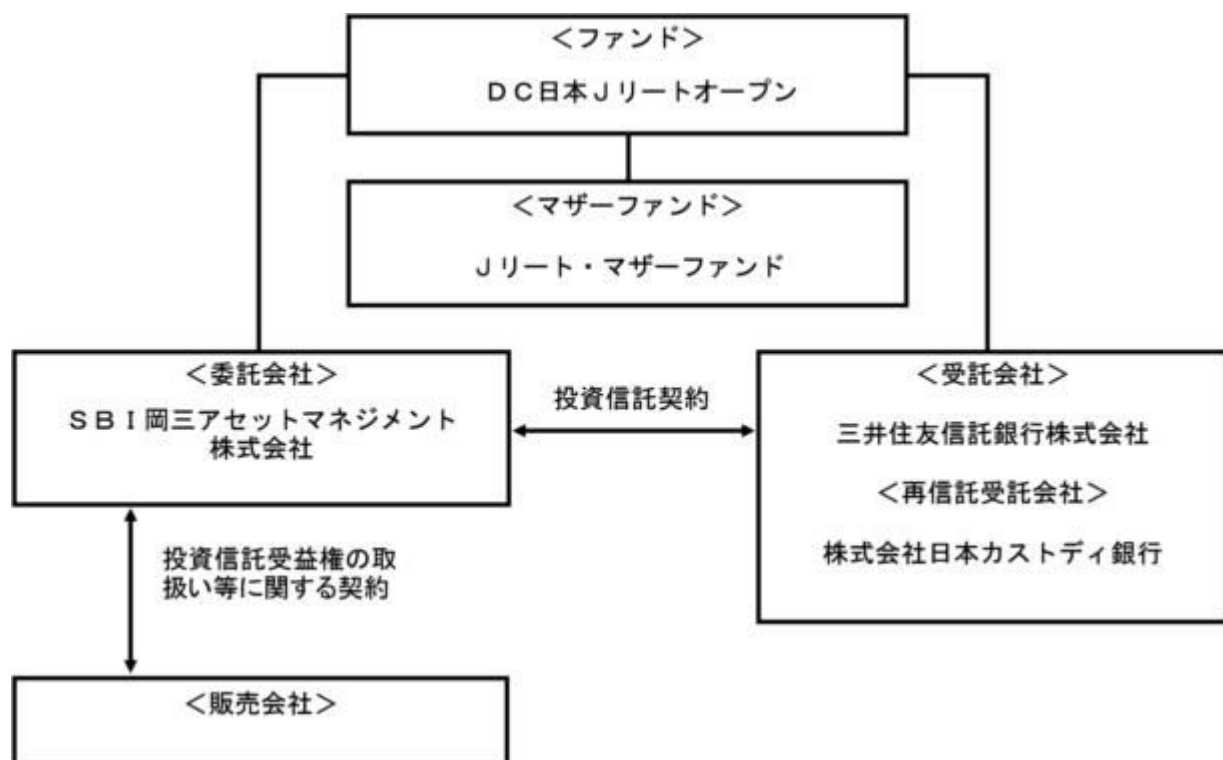 ＜ファンド＞
ＤＣ日本Ｊリートオープン
＜マザーファンド＞
Ｊリート・マザーファンド
＜委託会社＞
ＳＢＩ岡三アセットマネジメント
株式会社
投資信託契約
＜受託会社＞
三井住友信託銀行株式会社
＜再信託受託会社＞
株式会社日本カストディ銀行
投資信託受益権の取
扱い等に関する契約
＜販売会社＞